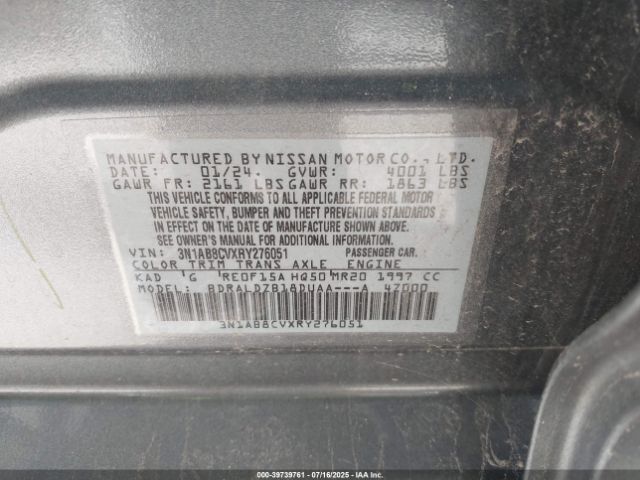 MANUFACTURED BY NISSAN MOTOR CO., LTD.
DATE: 01/24. GVWR: 4001 LBS
GAWR FR: 2161 LBS GAWR RR: 1863 LBS
THIS VEHICLE CONFORMS TO ALL APPLICABLE FEDERAL MOTOR
VEHICLE SAFETY, BUMPER AND THEFT PREVENTION STANDARDS
IN EFFECT ON THE DATE OF MANUFACTURE SHOWN ABOVE.
SEE OWNER'S MANUAL FOR ADDITIONAL INFORMATION.
VIN: 3N1AB8CVXRY276051 PASSENGER CAR.
COLOR TRIM TRANS AXLE ENGINE
KAD G RE0F15A HQ50 MR20 1997 CC
MODEL: BDRALDZB18DUAA---A 47000
3N1AB8CVXRY276051
000-39739761 | 07/16/2025 - IAA Inc.